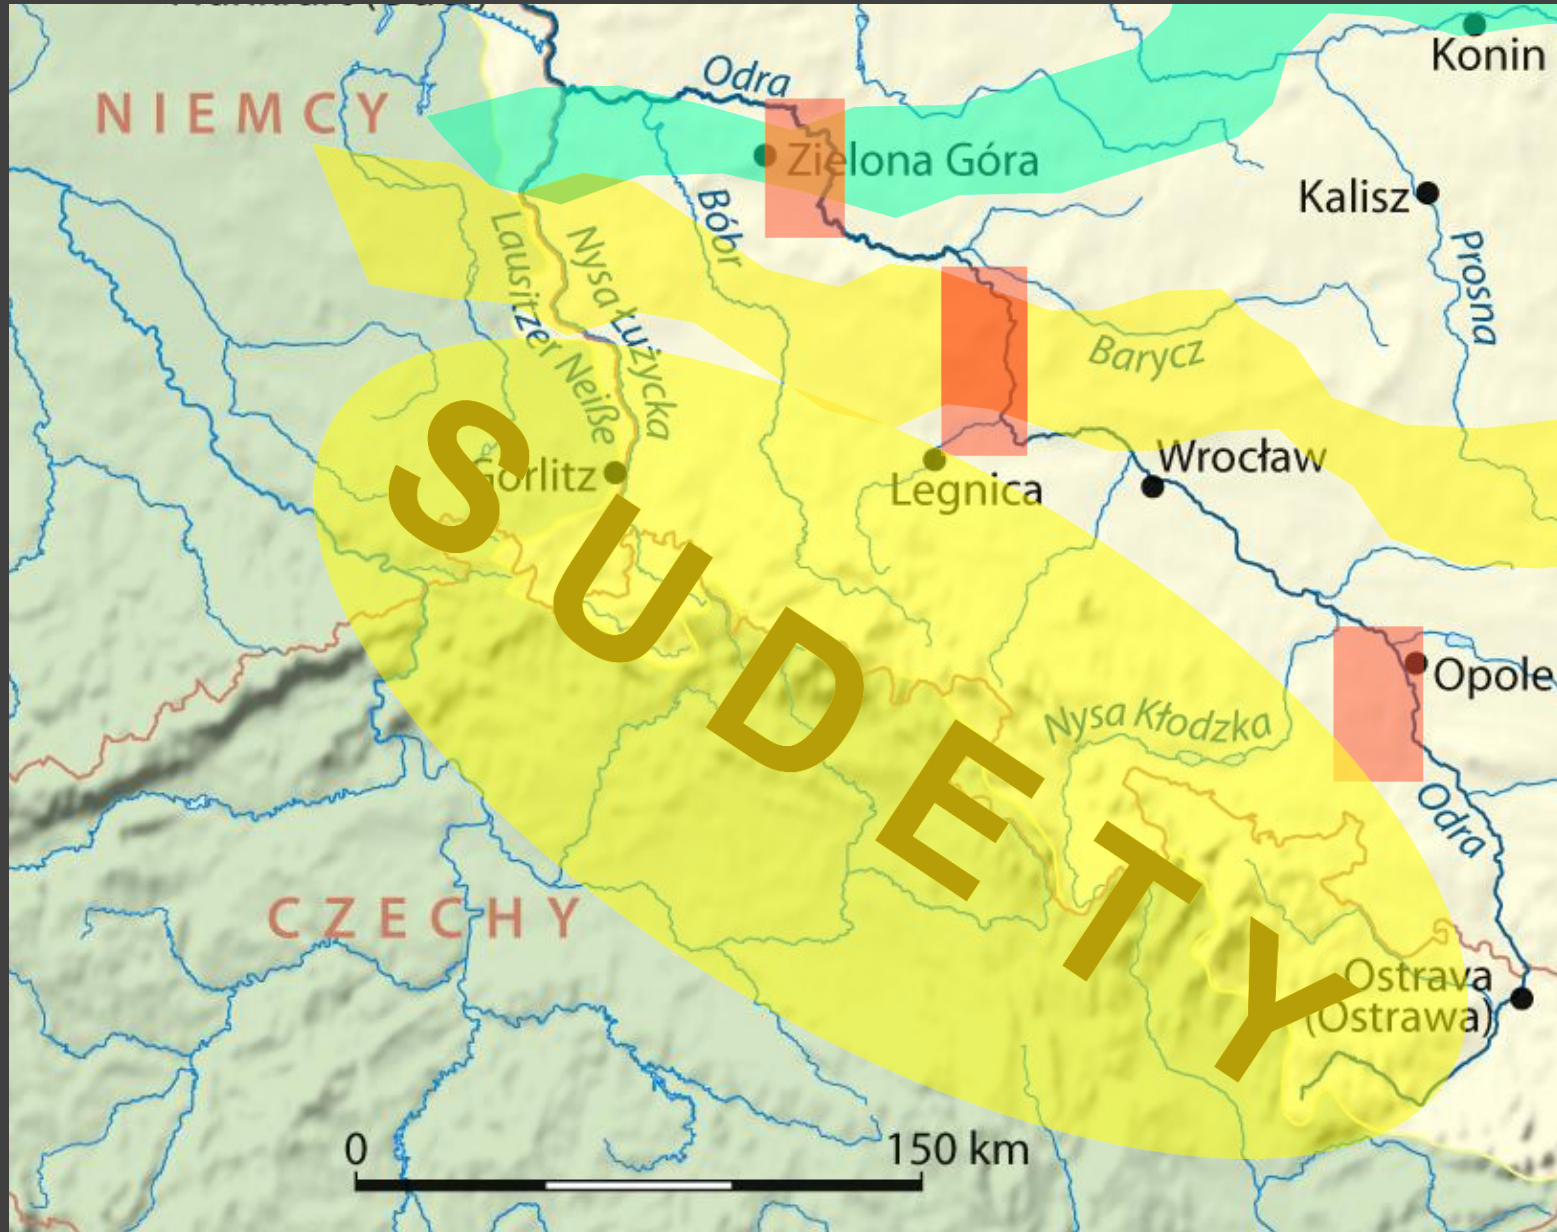 Konin
Odra
NIEMCY
Zielona Góra
Kalisz
Bóbr
Prosna
Nysa Łużycka
Lausitzer Neiße
Barycz
SUDETY
Görlitz
Wrocław
Legnica
Opole
Nysa Kłodzka
Odra
CZECHY
Ostrava
(Ostrawa)
0 150 km